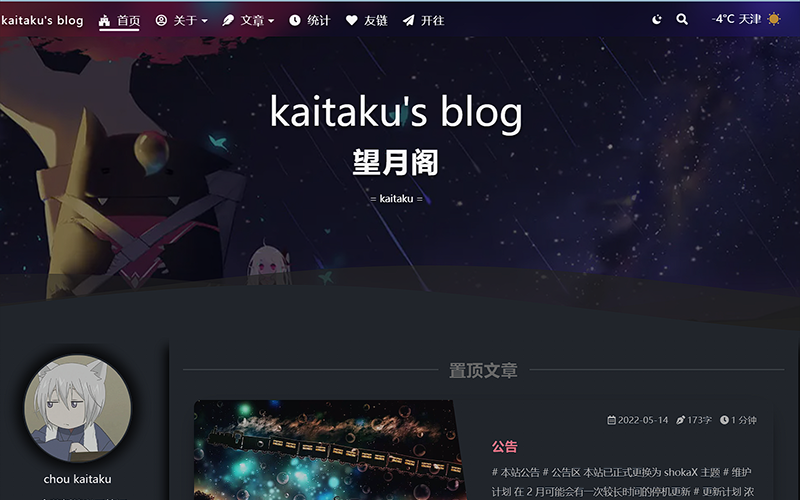 kaitaku's blog 首页 关于 文章 统计 友链 开往 -4°C 天津
kaitaku's blog
望月阁
= kaitaku =
置顶文章
2022-05-14 173字 1 分钟
公告
# 本站公告 # 公告区 本站已正式更换为 shokaX 主题 # 维护
计划 在 2 月可能会有一次较长时间的停机更新 # 更新计划 浓
chou kaitaku